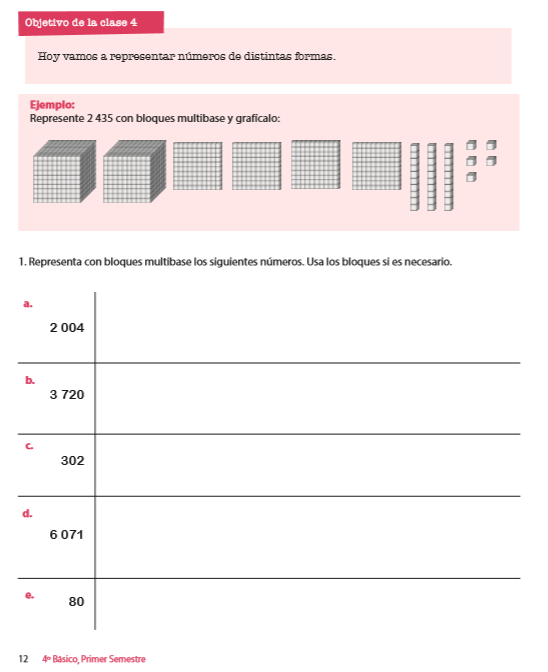 Objetivo de la clase 4
Hoy vamos a representar números de distintas formas.
Ejemplo:
Represente 2 435 con bloques multibase y grafícalo:
1. Representa con bloques multibase los siguientes números. Usa los bloques si es necesario.
a.
2 004
b.
3 720
c.
302
d.
6 071
e.
80
12 4º Básico, Primer Semestre